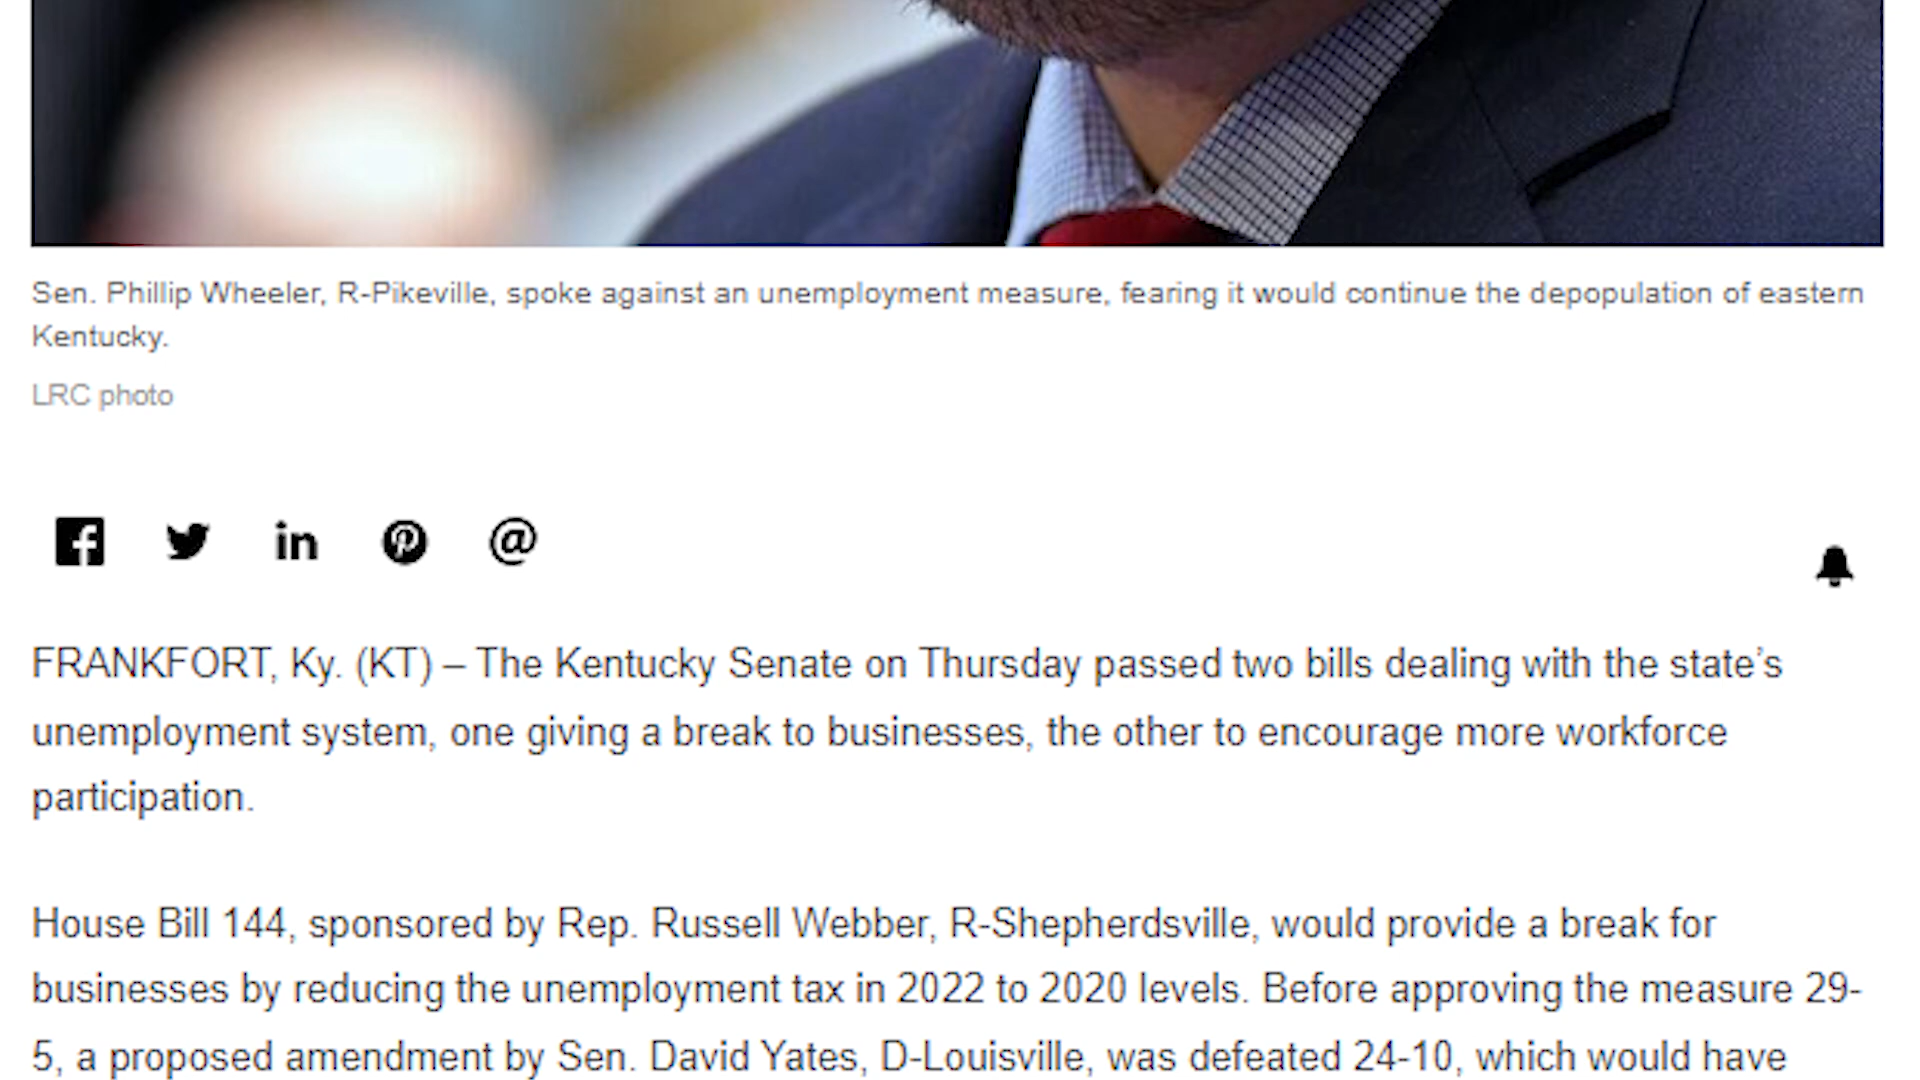 Sen. Phillip Wheeler, R-Pikeville, spoke against an unemployment measure, fearing it would continue the depopulation of eastern
Kentucky.
LRC photo
FRANKFORT, Ky. (KT) – The Kentucky Senate on Thursday passed two bills dealing with the state’s
unemployment system, one giving a break to businesses, the other to encourage more workforce
participation.
House Bill 144, sponsored by Rep. Russell Webber, R-Shepherdsville, would provide a break for
businesses by reducing the unemployment tax in 2022 to 2020 levels. Before approving the measure 29-
5, a proposed amendment by Sen. David Yates, D-Louisville, was defeated 24-10, which would have